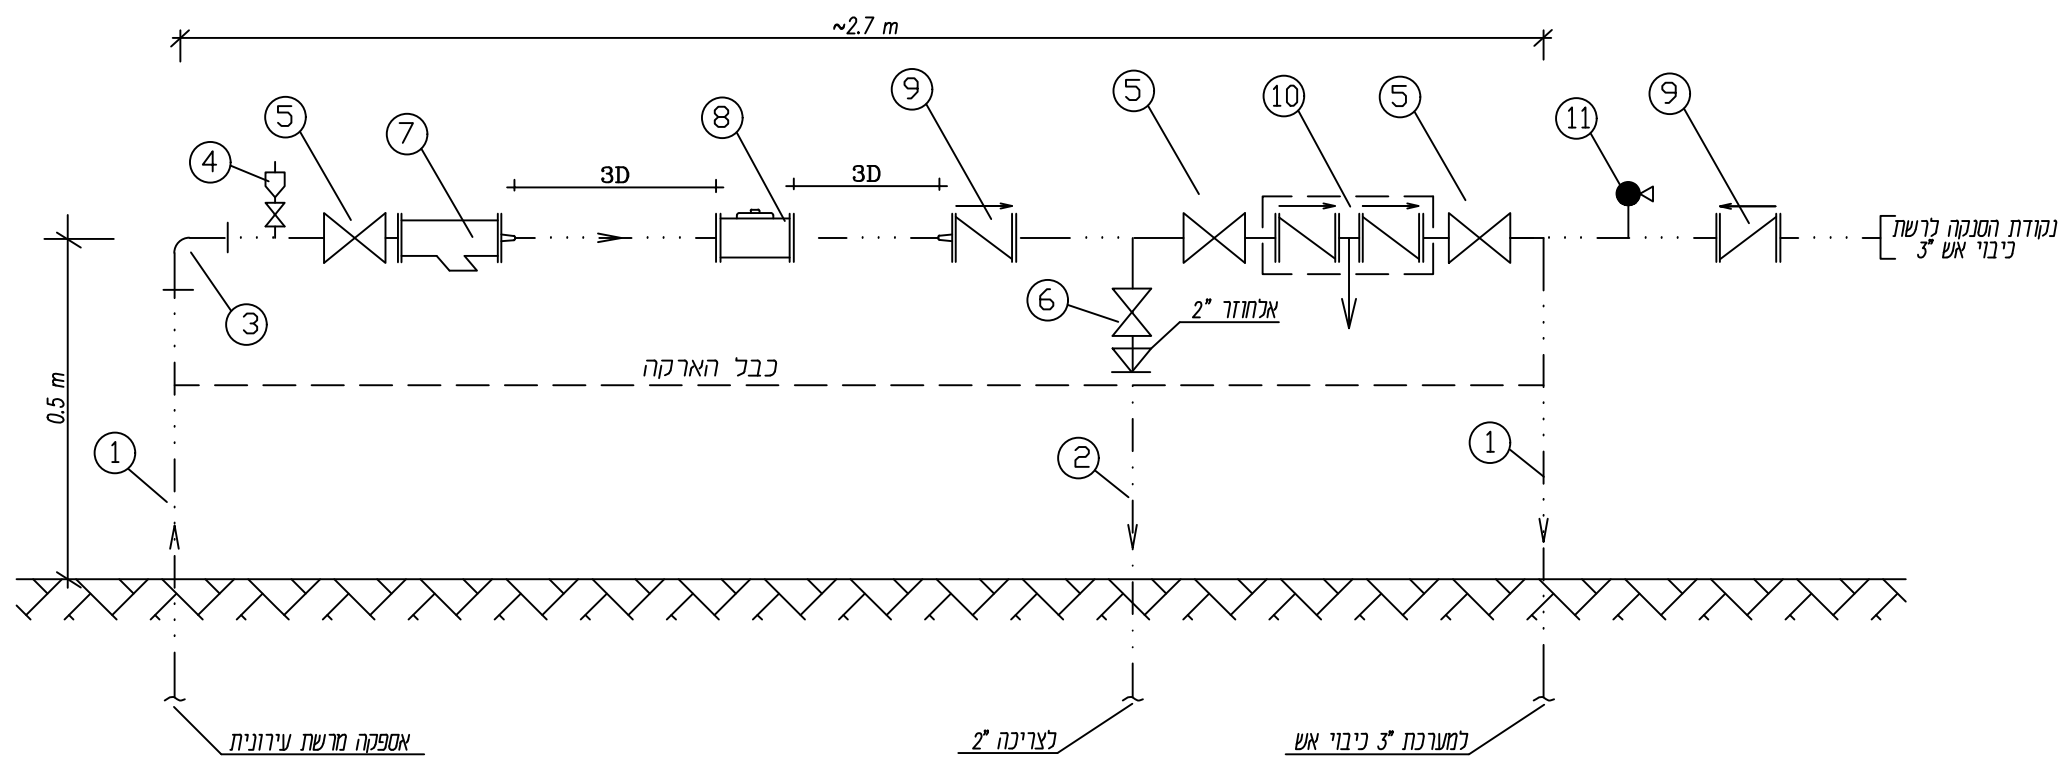 ~2.7 m
5
7
8
9
5
10
5
11
9
4
3D
3D
נקודת הסנקה לרשת
כיבוי אש 3"
3
6
אלחוזר 2"
כבל הארקה
0.5 m
1
2
1
אספקה מרשת עירונית
לצריכה 2"
למערכת 3" כיבוי אש